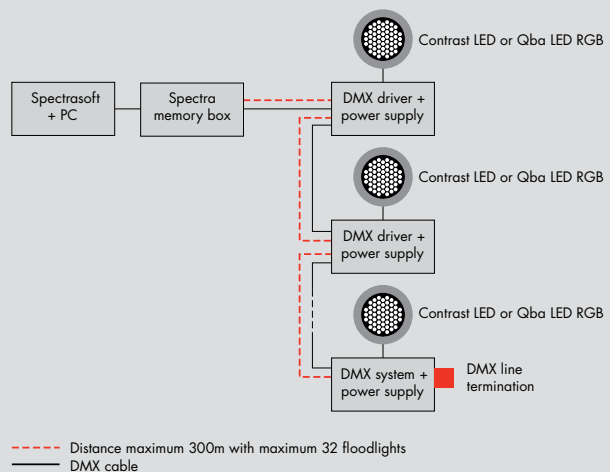 Contrast LED or Qba LED RGB
Spectrasoft
+ PC
Spectra
memory box
DMX driver +
power supply
Contrast LED or Qba LED RGB
DMX driver +
power supply
Contrast LED or Qba LED RGB
DMX system +
power supply
DMX line
termination
Distance maximum 300m with maximum 32 floodlights
DMX cable